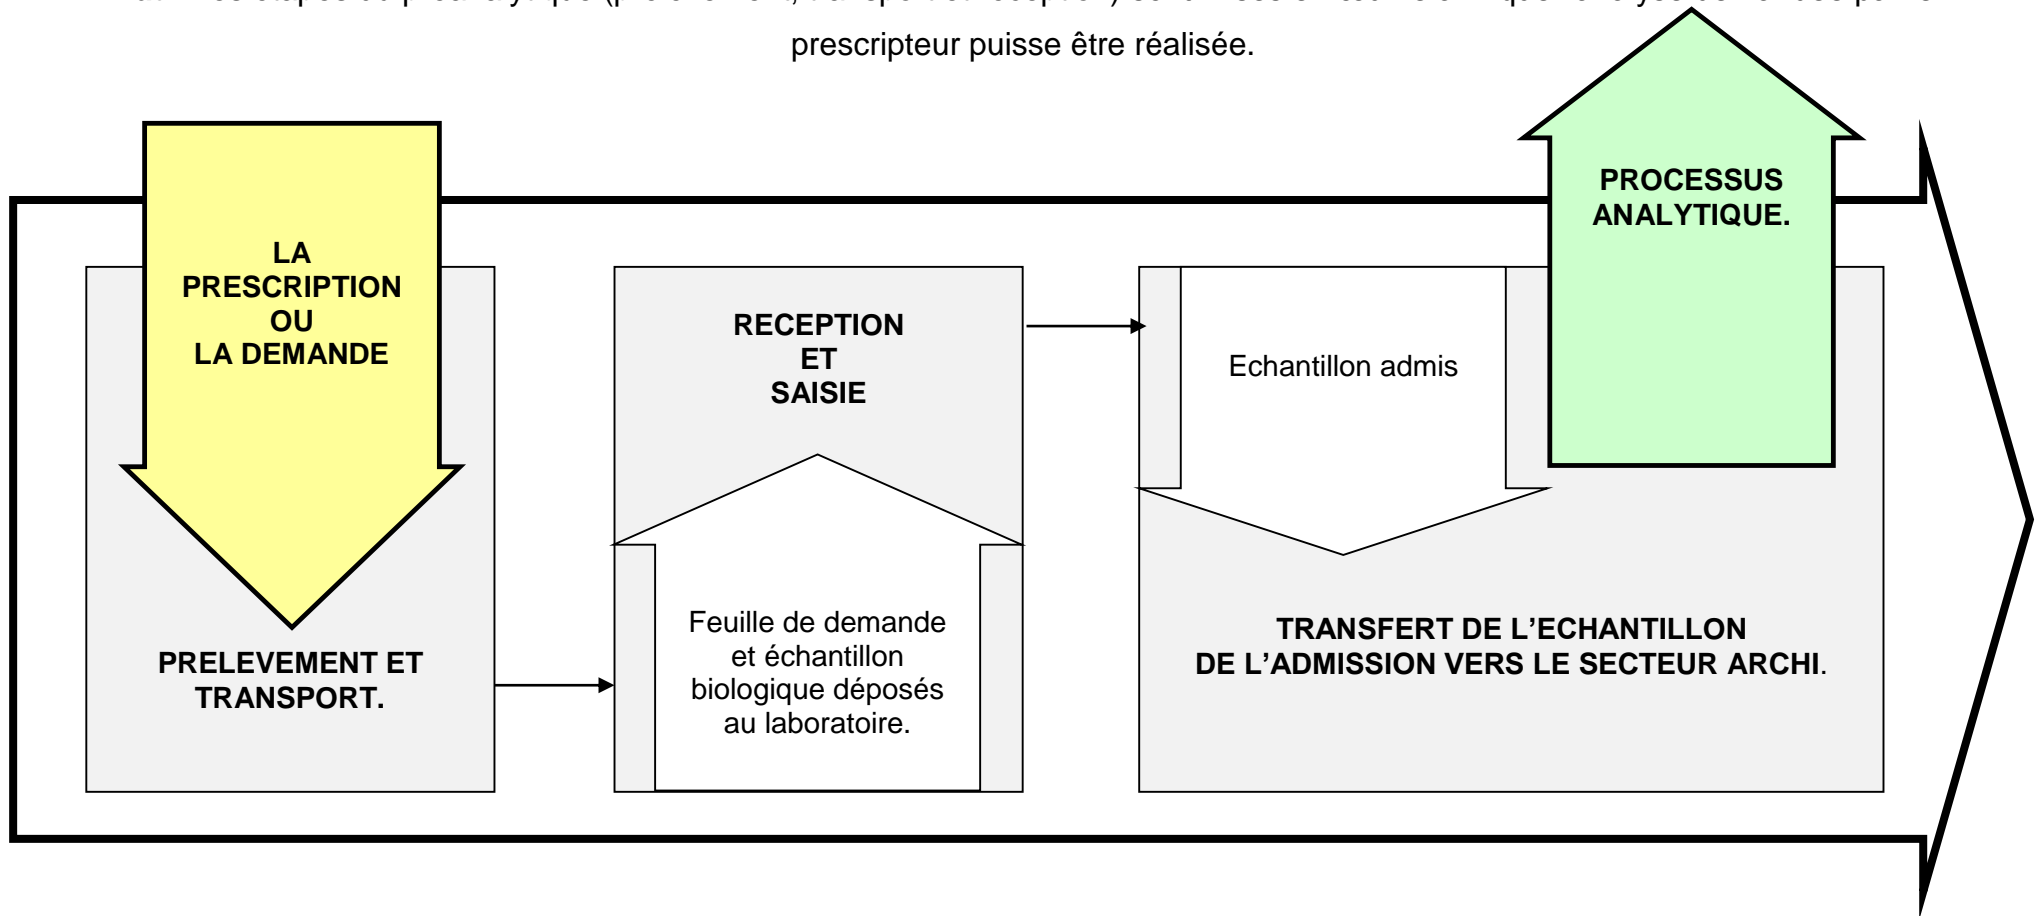 prescripteur puisse être réalisée.
PROCESSUS
ANALYTIQUE.
LA
PRESCRIPTION
OU
LA DEMANDE
RECEPTION
ET
SAISIE
Echantillon admis
Feuille de demande
et échantillon
biologique déposés
au laboratoire.
PRELEVEMENT ET
TRANSPORT.
TRANSFERT DE L’ECHANTILLON
DE L’ADMISSION VERS LE SECTEUR ARCHI.